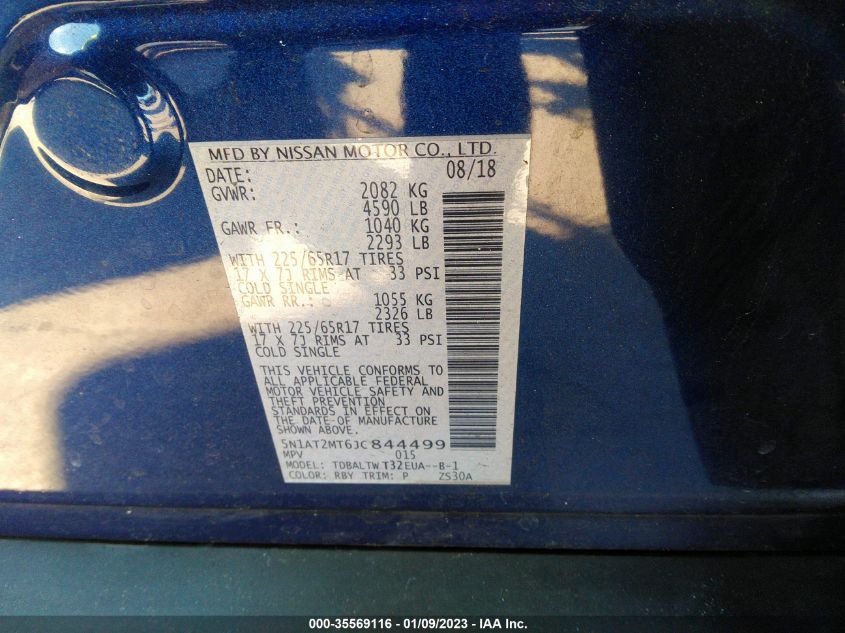 MFD BY NISSAN MOTOR CO., LTD.
DATE: 08/18
GVWR: 2082 KG
4590 LB
GAWR FR.: 1040 KG
2293 LB
WITH 225/65R17 TIRES
17 X 7J RIMS AT 33 PSI
COLD SINGLE
GAWR RR.: 1055 KG
2326 LB
WITH 225/65R17 TIRES
17 X 7J RIMS AT 33 PSI
COLD SINGLE
THIS VEHICLE CONFORMS TO
ALL APPLICABLE FEDERAL
MOTOR VEHICLE SAFETY AND
THEFT PREVENTION
STANDARDS IN EFFECT ON
THE DATE-OF MANUFACTURE
SHOWN ABOVE.
5N1AT2MT6JC844499
MPV 015
MODEL: TDBALTWT32EUA--B-1
COLOR: RBY TRIM: P ZS30A
000-35569116 - 01/09/2023 - IAA Inc.